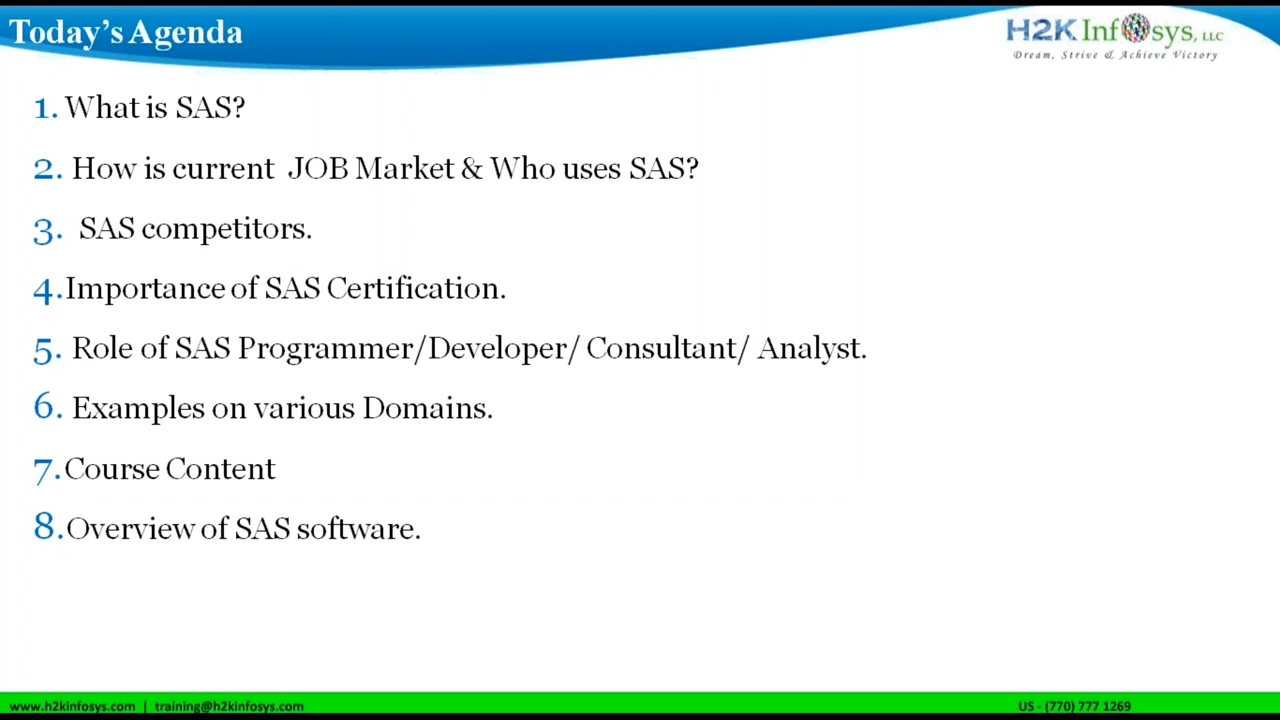 Today's Agenda
H2K Infosys, LLC
Dream, Strive & Achieve Victory
1. What is SAS?
2. How is current JOB Market & Who uses SAS?
3. SAS competitors.
4. Importance of SAS Certification.
5. Role of SAS Programmer/Developer/ Consultant/ Analyst.
6. Examples on various Domains.
7. Course Content
8. Overview of SAS software.
www.h2kinfosys.com | training@h2kinfosys.com
US - (770) 777 1269